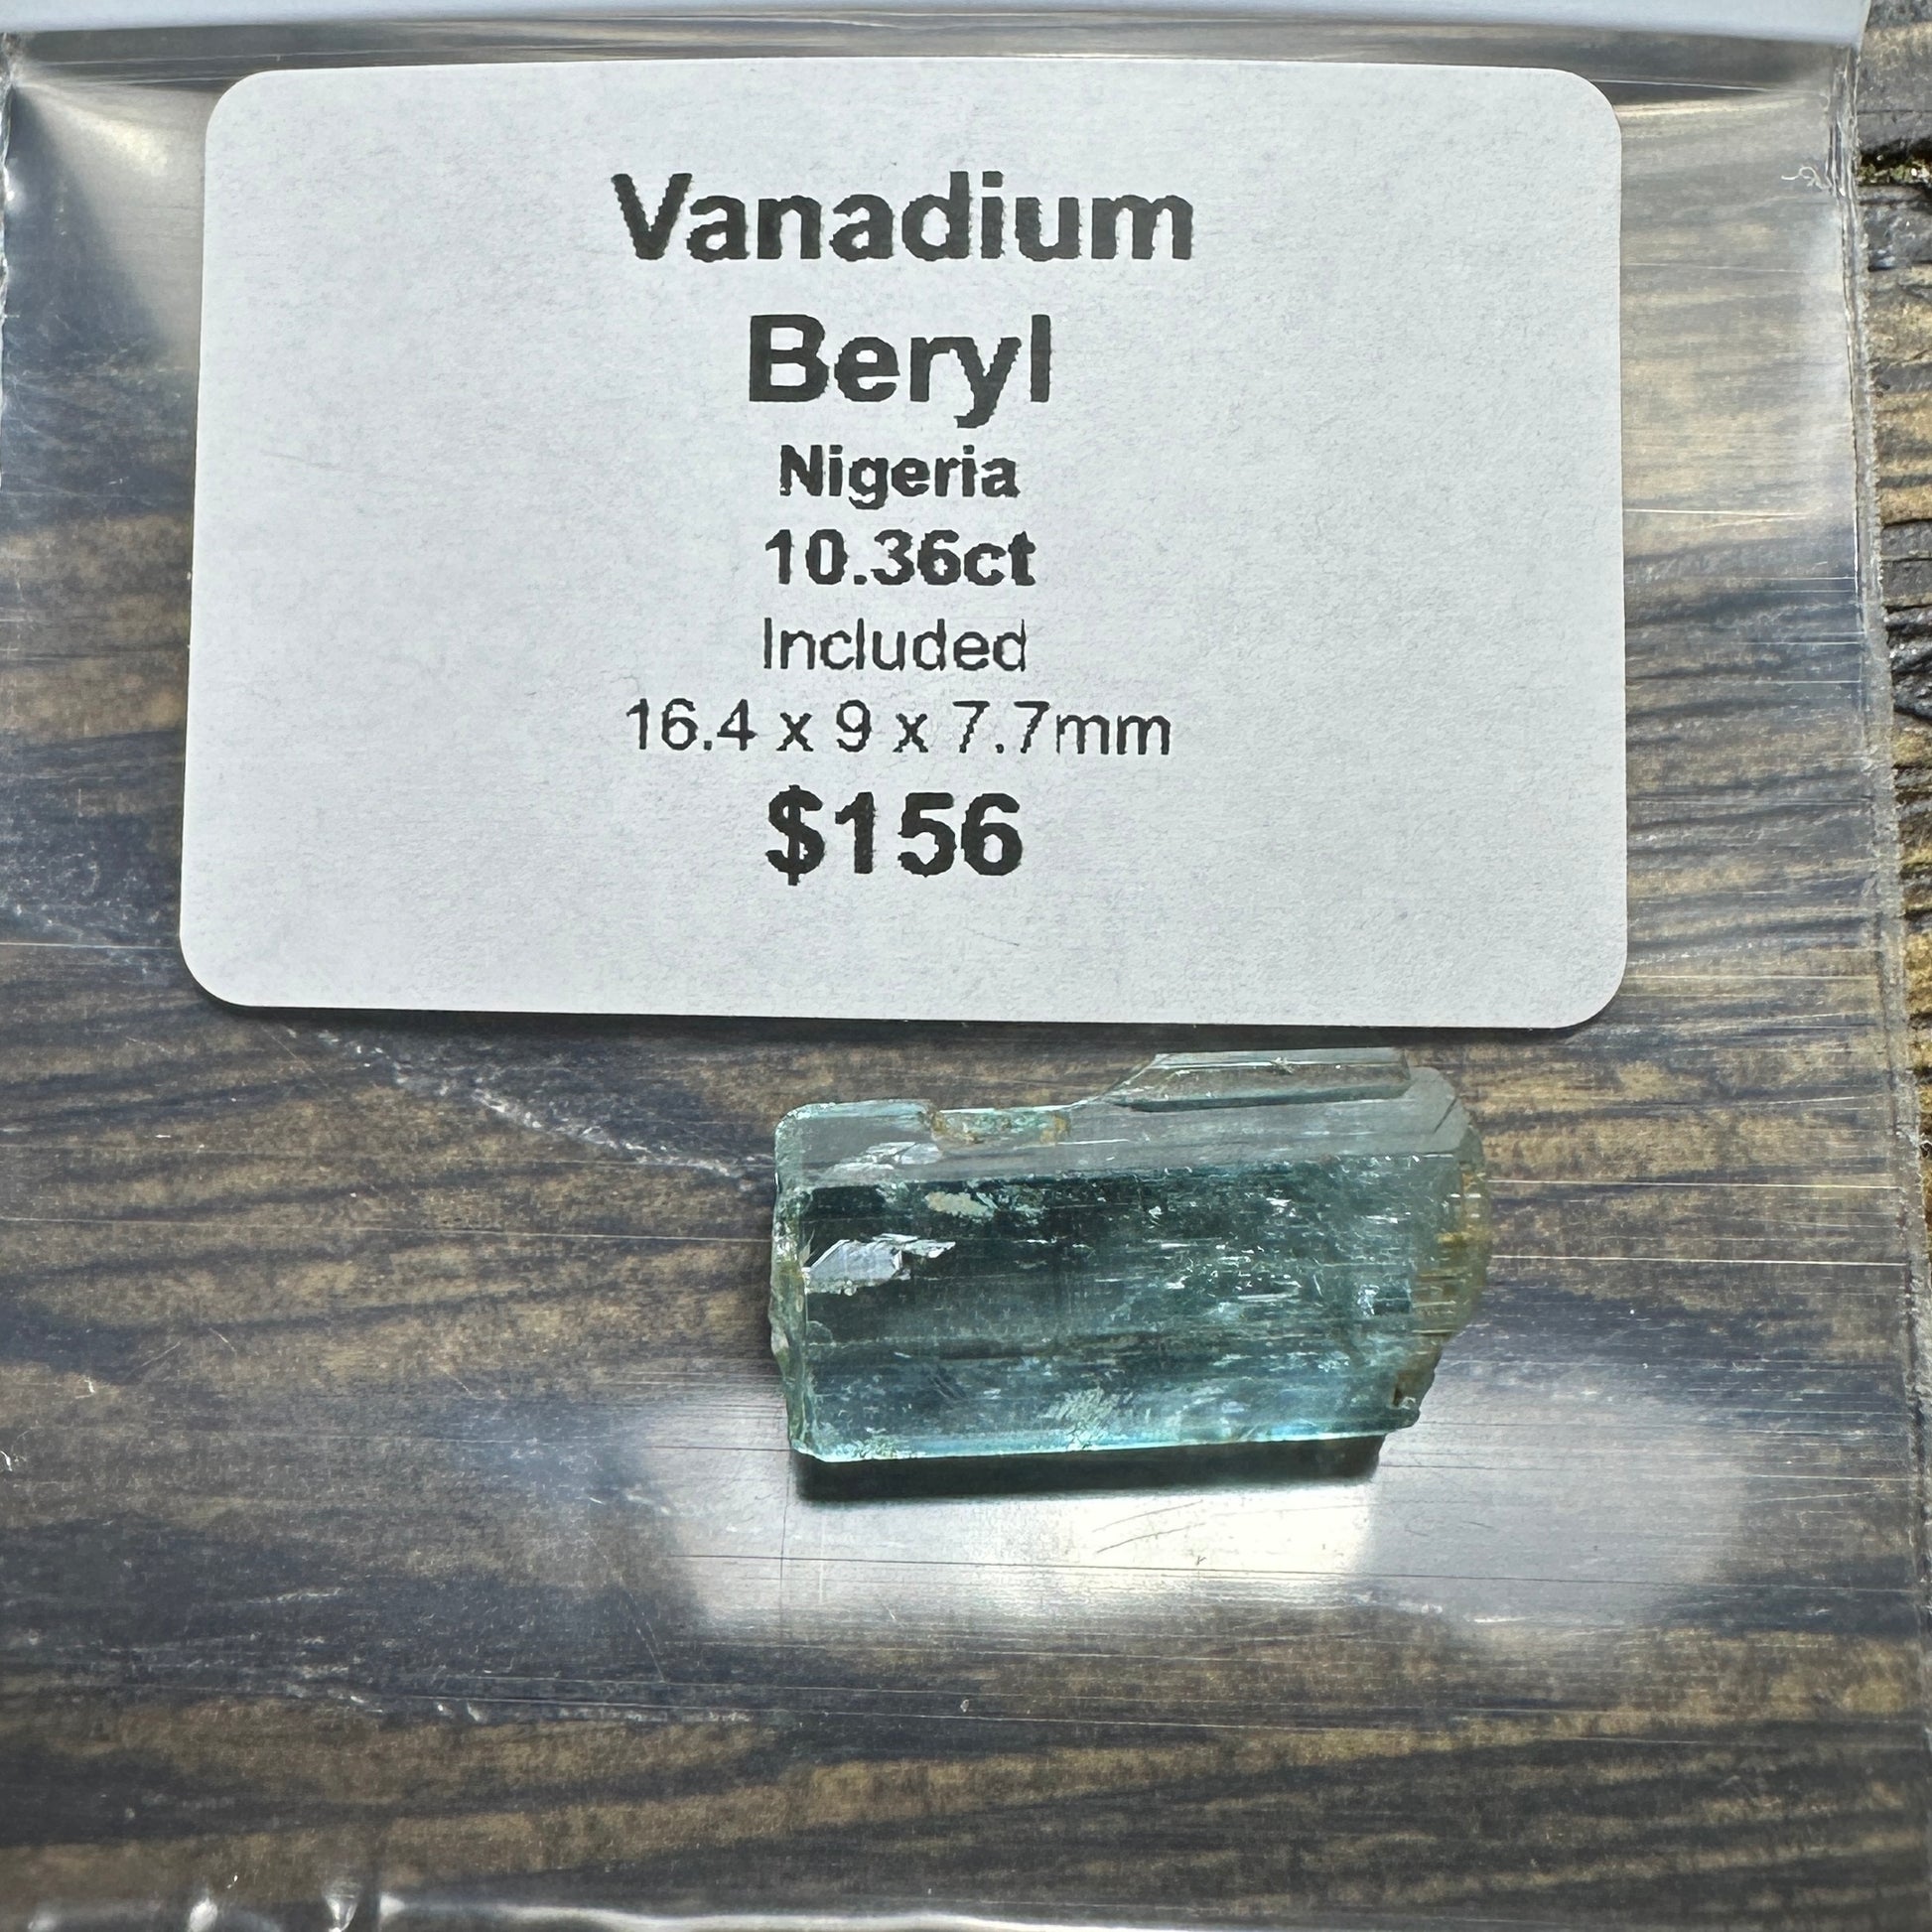 Vanadium
Beryl
Nigeria
10.36ct
Included
16.4 x 9 x 7.7mm
$156